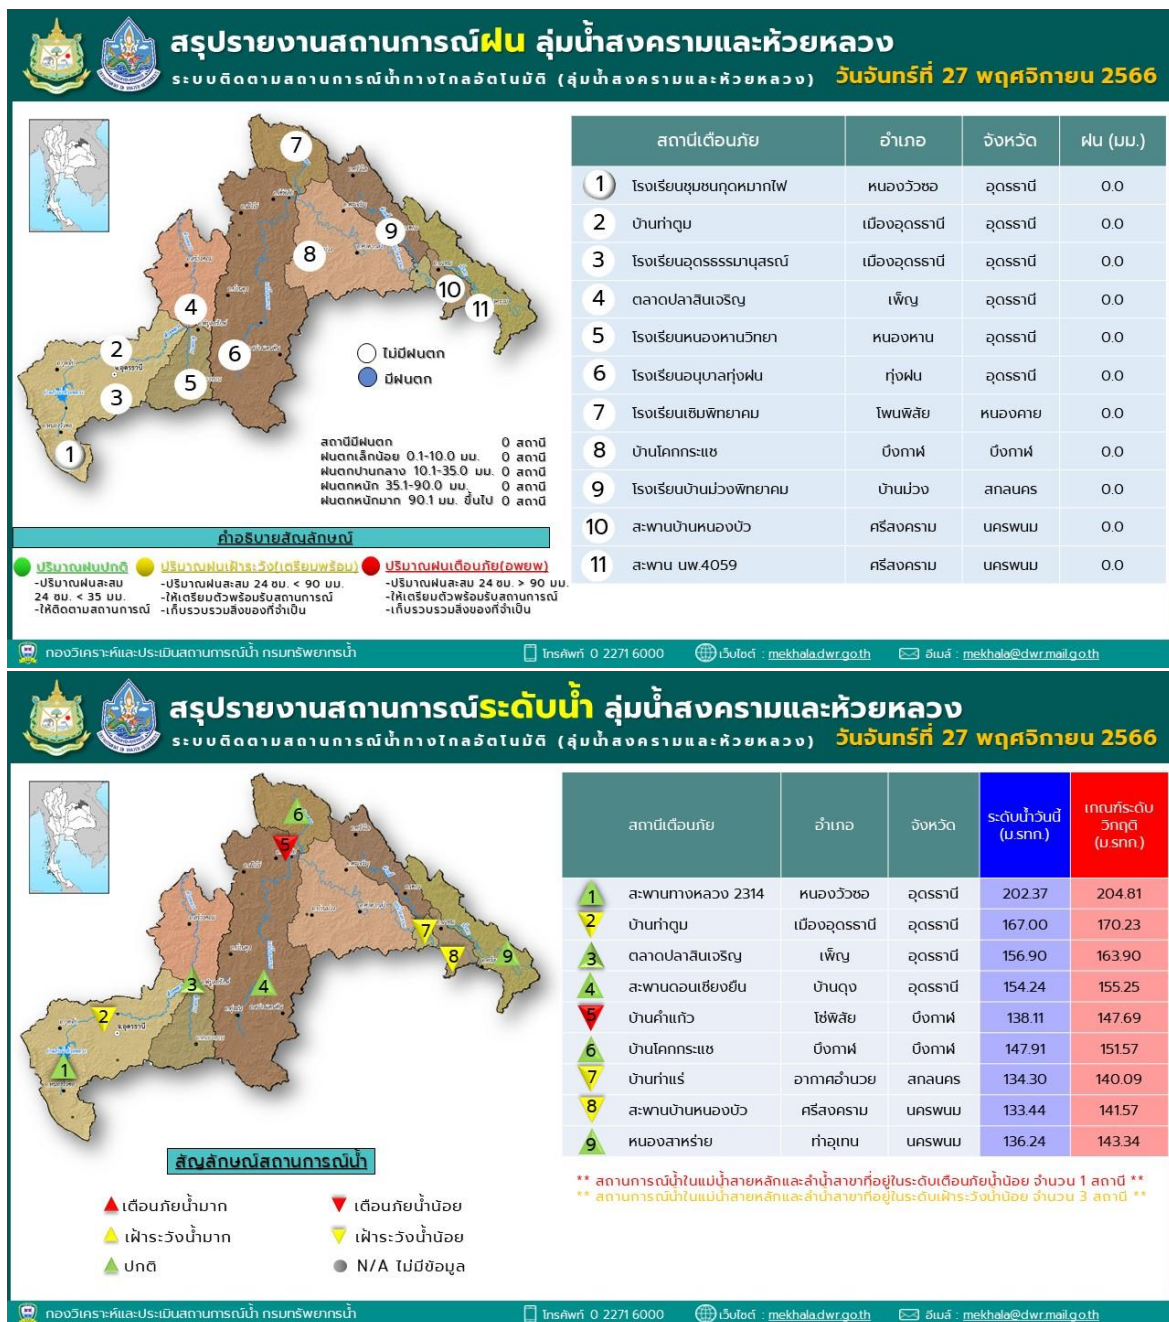 สรุปรายงานสถานการณ์ฝน ลุ่มน้ำสงครามและห้วยหลวง
ระบบติดตามสถานการณ์น้ำทางไกลอัตโนมัติ (ลุ่มน้ำสงครามและห้วยหลวง) วันจันทร์ที่ 27 พฤศจิกายน 2566
สถานีเตือนภัย อำเภอ จังหวัด ฝน (มม.)
1 โรงเรียนชุมชนกุดหมากไฟ หนองวัวซอ อุดรธานี 0.0
2 บ้านท่าตูม เมืองอุดรธานี อุดรธานี 0.0
3 โรงเรียนอุดรธรรมานุสรณ์ เมืองอุดรธานี อุดรธานี 0.0
4 ตลาดปลาสินเจริญ เพ็ญ อุดรธานี 0.0
5 โรงเรียนหนองหานวิทยา หนองหาน อุดรธานี 0.0
6 โรงเรียนอนุบาลทุ่งฝน ทุ่งฝน อุดรธานี 0.0
7 โรงเรียนเซิมพิทยาคม โพนพิสัย หนองคาย 0.0
8 บ้านโคกกระแซ บึงกาฬ บึงกาฬ 0.0
9 โรงเรียนบ้านม่วงพิทยาคม บ้านม่วง สกลนคร 0.0
10 สะพานบ้านหนองบัว ศรีสงคราม นครพนม 0.0
11 สะพาน นพ.4059 ศรีสงคราม นครพนม 0.0
7
9
8
10
11
4
2
6
5
3
1
ไม่มีฝนตก
มีฝนตก
สถานีมีฝนตก 0 สถานี
ฝนตกเล็กน้อย 0.1-10.0 มม. 0 สถานี
ฝนตกปานกลาง 10.1-35.0 มม. 0 สถานี
ฝนตกหนัก 35.1-90.0 มม. 0 สถานี
ฝนตกหนักมาก 90.1 มม. ขึ้นไป 0 สถานี
คำอธิบายสัญลักษณ์
ปริมาณฝนปกติ
-ปริมาณฝนสะสม
24 ชม. < 35 มม.
-ให้ติดตามสถานการณ์
ปริมาณฝนเฝ้าระวัง(เตรียมพร้อม)
-ปริมาณฝนสะสม 24 ชม. < 90 มม.
-ให้เตรียมตัวพร้อมรับสถานการณ์
-เก็บรวบรวมสิ่งของที่จำเป็น
ปริมาณฝนเตือนภัย(อพยพ)
-ปริมาณฝนสะสม 24 ชม. > 90 มม.
-ให้เตรียมตัวพร้อมรับสถานการณ์
-เก็บรวบรวมสิ่งของที่จำเป็น
กองวิเคราะห์และประเมินสถานการณ์น้ำ กรมทรัพยากรน้ำ โทรศัพท์ 0 2271 6000 เว็บไซต์ : mekhala.dwr.go.th อีเมล์ : mekhala@dwr.mail.go.th
สรุปรายงานสถานการณ์ระดับน้ำ ลุ่มน้ำสงครามและห้วยหลวง
ระบบติดตามสถานการณ์น้ำทางไกลอัตโนมัติ (ลุ่มน้ำสงครามและห้วยหลวง) วันจันทร์ที่ 27 พฤศจิกายน 2566
สถานีเตือนภัย อำเภอ จังหวัด ระดับน้ำวันนี้ (ม.รทก.) เกณฑ์ระดับวิกฤติ (ม.รทก.)
1 สะพานทางหลวง 2314 หนองวัวซอ อุดรธานี 202.37 204.81
2 บ้านท่าตูม เมืองอุดรธานี อุดรธานี 167.00 170.23
3 ตลาดปลาสินเจริญ เพ็ญ อุดรธานี 156.90 163.90
4 สะพานดอนเชียงยืน บ้านดุง อุดรธานี 154.24 155.25
5 บ้านคำแก้ว โซ่พิสัย บึงกาฬ 138.11 147.69
6 บ้านโคกกระแซ บึงกาฬ บึงกาฬ 147.91 151.57
7 บ้านท่าแร่ อากาศอำนวย สกลนคร 134.30 140.09
8 สะพานบ้านหนองบัว ศรีสงคราม นครพนม 133.44 141.57
9 หนองสาหร่าย ท่าอุเทน นครพนม 136.24 143.34
** สถานการณ์น้ำในแม่น้ำสายหลักและลำน้ำสาขาที่อยู่ในระดับเตือนภัยน้ำน้อย จำนวน 1 สถานี **
** สถานการณ์น้ำในแม่น้ำสายหลักและลำน้ำสาขาที่อยู่ในระดับเฝ้าระวังน้ำน้อย จำนวน 3 สถานี **
6
5
7
8
9
3
4
2
1
สัญลักษณ์สถานการณ์น้ำ
เตือนภัยน้ำมาก เตือนภัยน้ำน้อย
เฝ้าระวังน้ำมาก เฝ้าระวังน้ำน้อย
ปกติ N/A ไม่มีข้อมูล
กองวิเคราะห์และประเมินสถานการณ์น้ำ กรมทรัพยากรน้ำ โทรศัพท์ 0 2271 6000 เว็บไซต์ : mekhala.dwr.go.th อีเมล์ : mekhala@dwr.mail.go.th